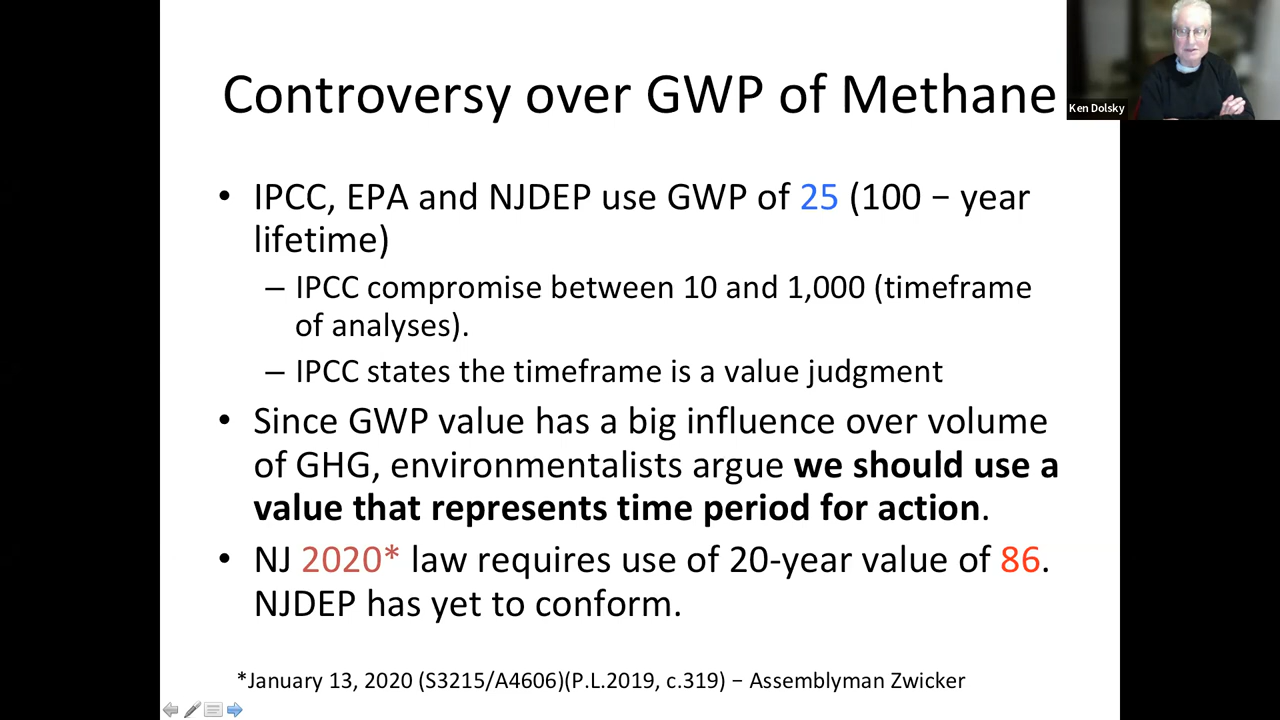 Controversy over GWP of Methane
Ken Dolsky
• IPCC, EPA and NJDEP use GWP of 25 (100 − year
lifetime)
– IPCC compromise between 10 and 1,000 (timeframe
of analyses).
– IPCC states the timeframe is a value judgment
• Since GWP value has a big influence over volume
of GHG, environmentalists argue we should use a
value that represents time period for action.
• NJ 2020* law requires use of 20-year value of 86.
NJDEP has yet to conform.
*January 13, 2020 (S3215/A4606)(P.L.2019, c.319) − Assemblyman Zwicker